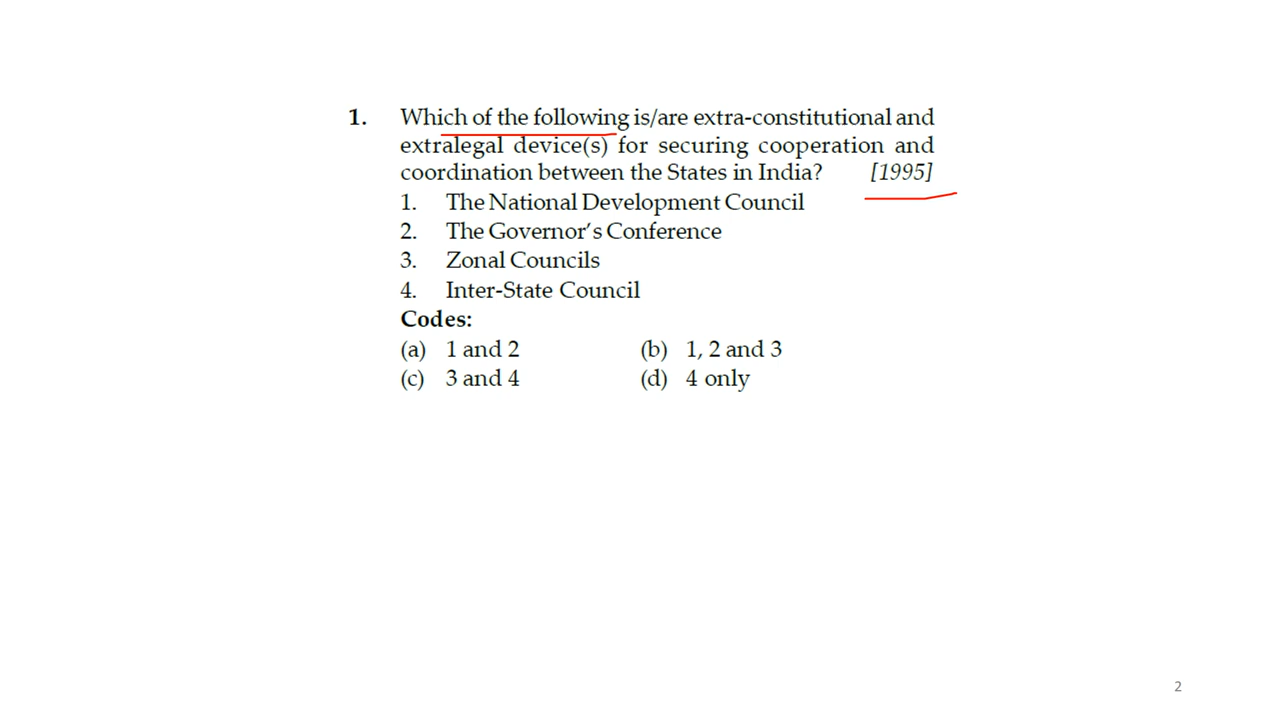 1. Which of the following is/are extra-constitutional and
extralegal device(s) for securing cooperation and
coordination between the States in India? [1995]
1. The National Development Council
2. The Governor's Conference
3. Zonal Councils
4. Inter-State Council
Codes:
(a) 1 and 2 (b) 1, 2 and 3
(c) 3 and 4 (d) 4 only
2